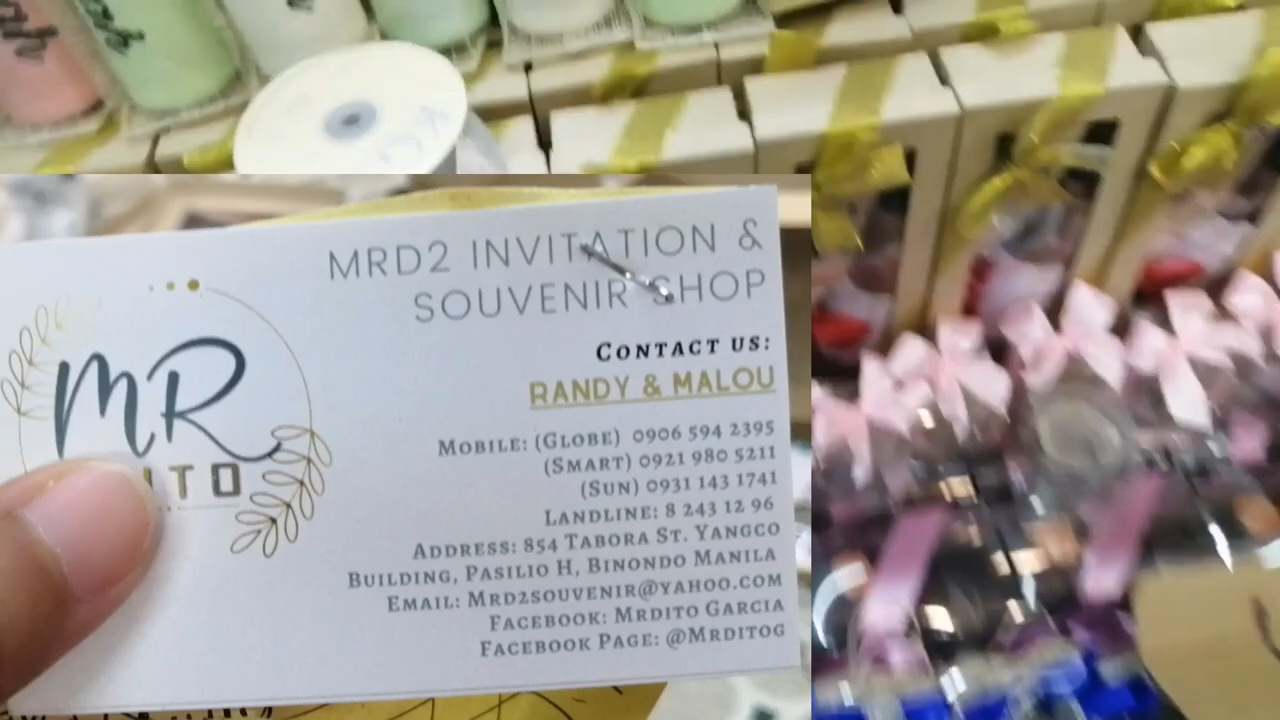 MR
ITO
MRD2 INVITATION &
SOUVENIR SHOP
CONTACT US:
RANDY & MALOU
MOBILE: (GLOBE) 0906 594 2395
(SMART) 0921 980 5211
(SUN) 0931 143 1741
LANDLINE: 8 243 12 96
ADDRESS: 854 TABORA ST. YANGCO
BUILDING, PASILIO H, BINONDO MANILA
EMAIL: MRD2SOUVENIR@YAHOO.COM
FACEBOOK: MRDITO GARCIA
FACEBOOK PAGE: @MRDITOG